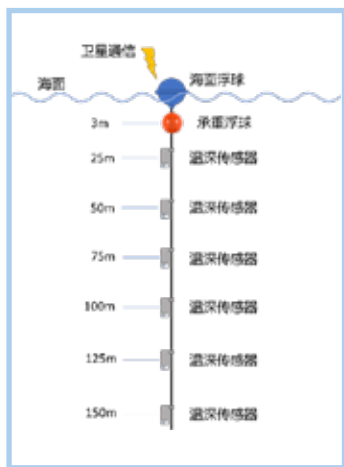 卫星通信
海面 海面浮球
3m 承重浮球
25m 温深传感器
50m 温深传感器
75m 温深传感器
100m 温深传感器
125m 温深传感器
150m 温深传感器